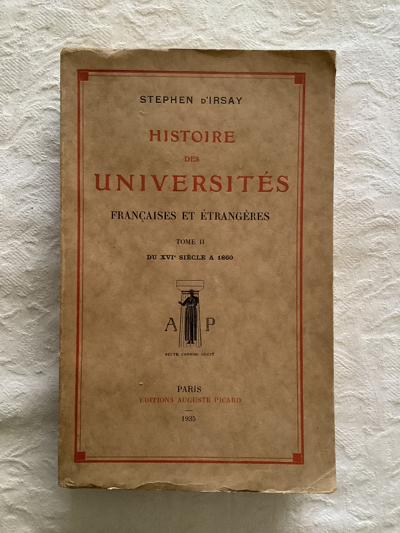 STEPHEN D'IRSAY
HISTOIRE
DES
UNIVERSITÉS
FRANÇAISES ET ÉTRANGÈRES
TOME II
DU XVIe SIÈCLE A 1860
A P
PARIS
EDITIONS AUGUSTE PICARD
1935